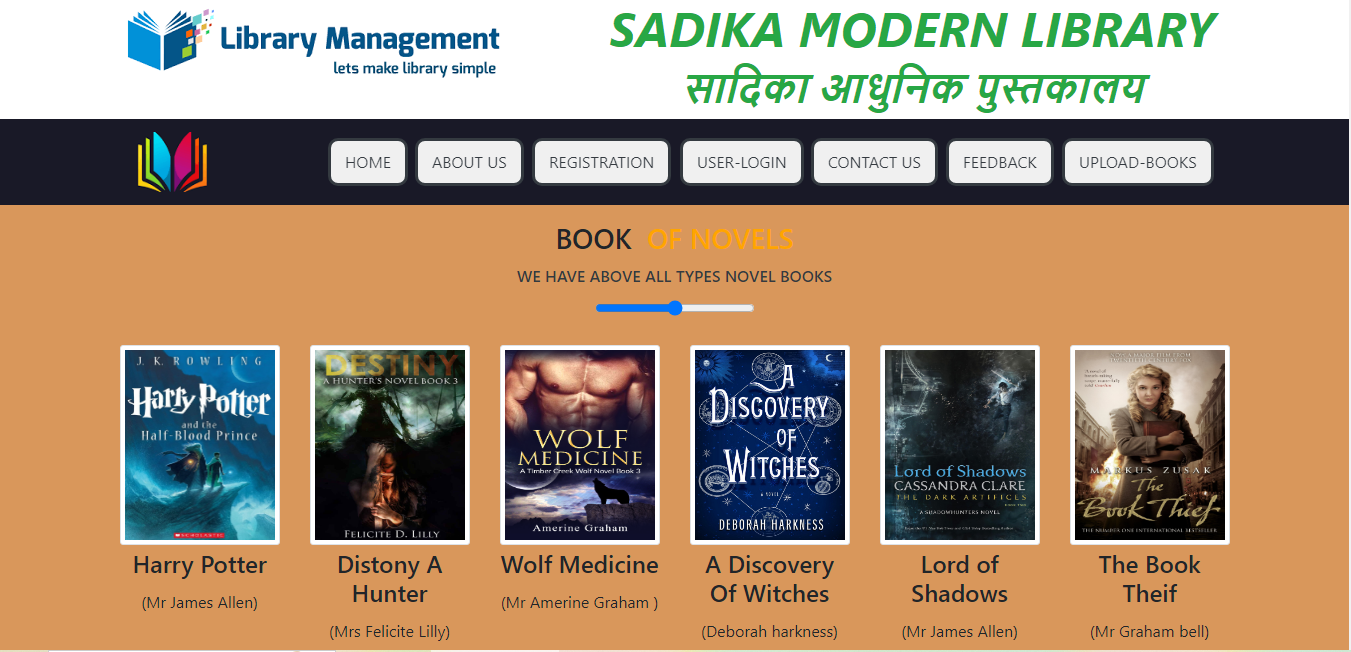 Library Management
lets make library simple
SADIKA MODERN LIBRARY
सादिका आधुनिक पुस्तकालय
HOME
ABOUT US
REGISTRATION
USER-LOGIN
CONTACT US
FEEDBACK
UPLOAD-BOOKS
BOOK OF NOVELS
WE HAVE ABOVE ALL TYPES NOVEL BOOKS
J. K. ROWLING
Harry Potter
and the
Half-Blood Prince
SCHOLASTIC
DESTINY
A HUNTER'S NOVEL BOOK 3
FELICITE D. LILLY
WOLF
MEDICINE
A Timber Creek Wolf Novel Book 3
Amerine Graham
A
DISCOVERY
OF
WITCHES
A NOVEL
DEBORAH HARKNESS
Lord of Shadows
CASSANDRA CLARE
THE DARK ARTIFICES
A SHADOWHUNTERS NOVEL
MARKUS ZUSAK
The
Book Thief
THE NUMBER ONE INTERNATIONAL BESTSELLER
Harry Potter
(Mr James Allen)
Distony A
Hunter
(Mrs Felicite Lilly)
Wolf Medicine
(Mr Amerine Graham )
A Discovery
Of Witches
(Deborah harkness)
Lord of
Shadows
(Mr James Allen)
The Book
Theif
(Mr Graham bell)